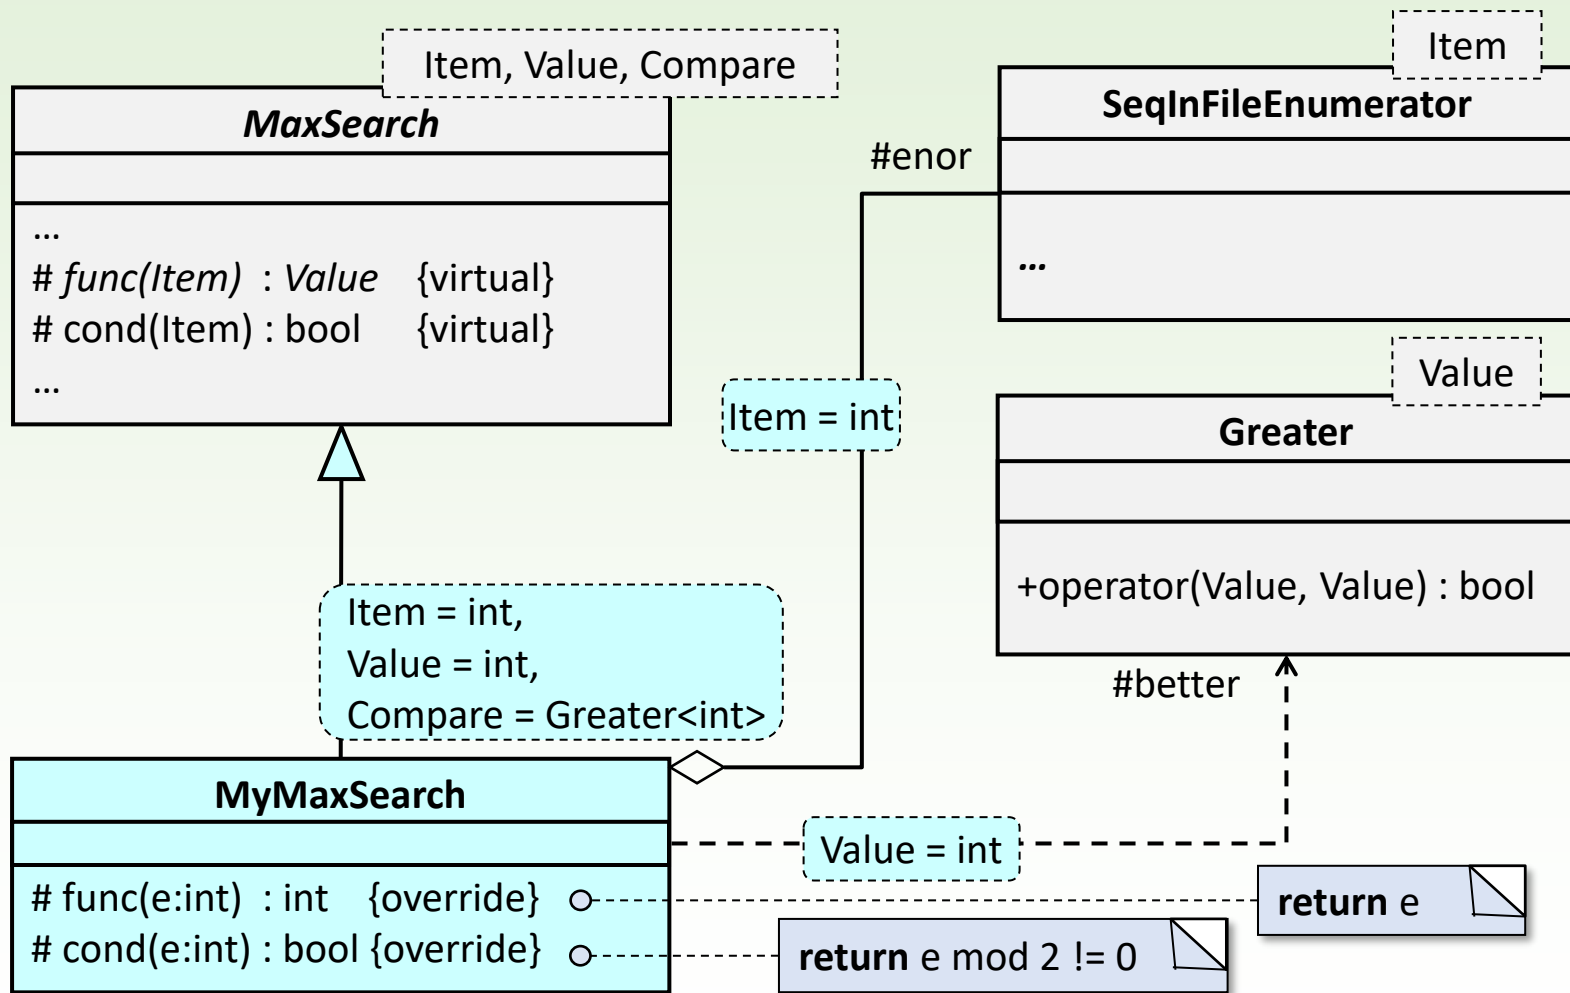 Item, Value, Compare
MaxSearch
...
# func(Item) : Value {virtual}
# cond(Item) : bool {virtual}
...
Item
SeqInFileEnumerator
#enor
...
Item = int
Value
Greater
+operator(Value, Value) : bool
#better
Item = int,
Value = int,
Compare = Greater<int>
MyMaxSearch
Value = int
# func(e:int) : int {override}
return e
# cond(e:int) : bool {override}
return e mod 2 != 0